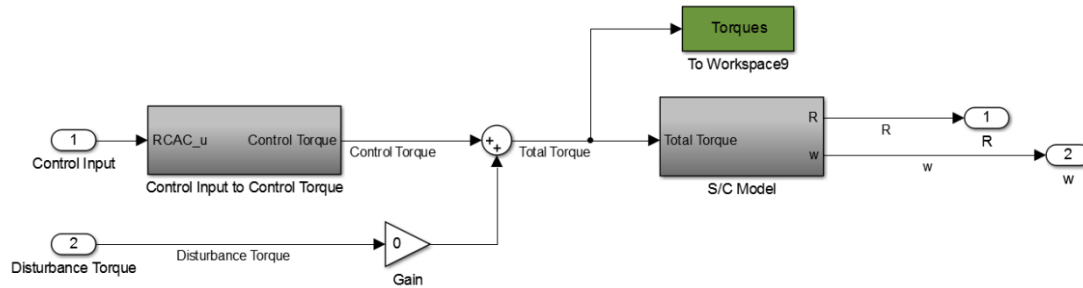 Torques
To Workspace9
1
Control Input
RCAC_u
Control Torque
Control Input to Control Torque
Control Torque
+
+
Total Torque
Total Torque
R
w
S/C Model
R
1
R
w
2
w
2
Disturbance Torque
Disturbance Torque
0
Gain